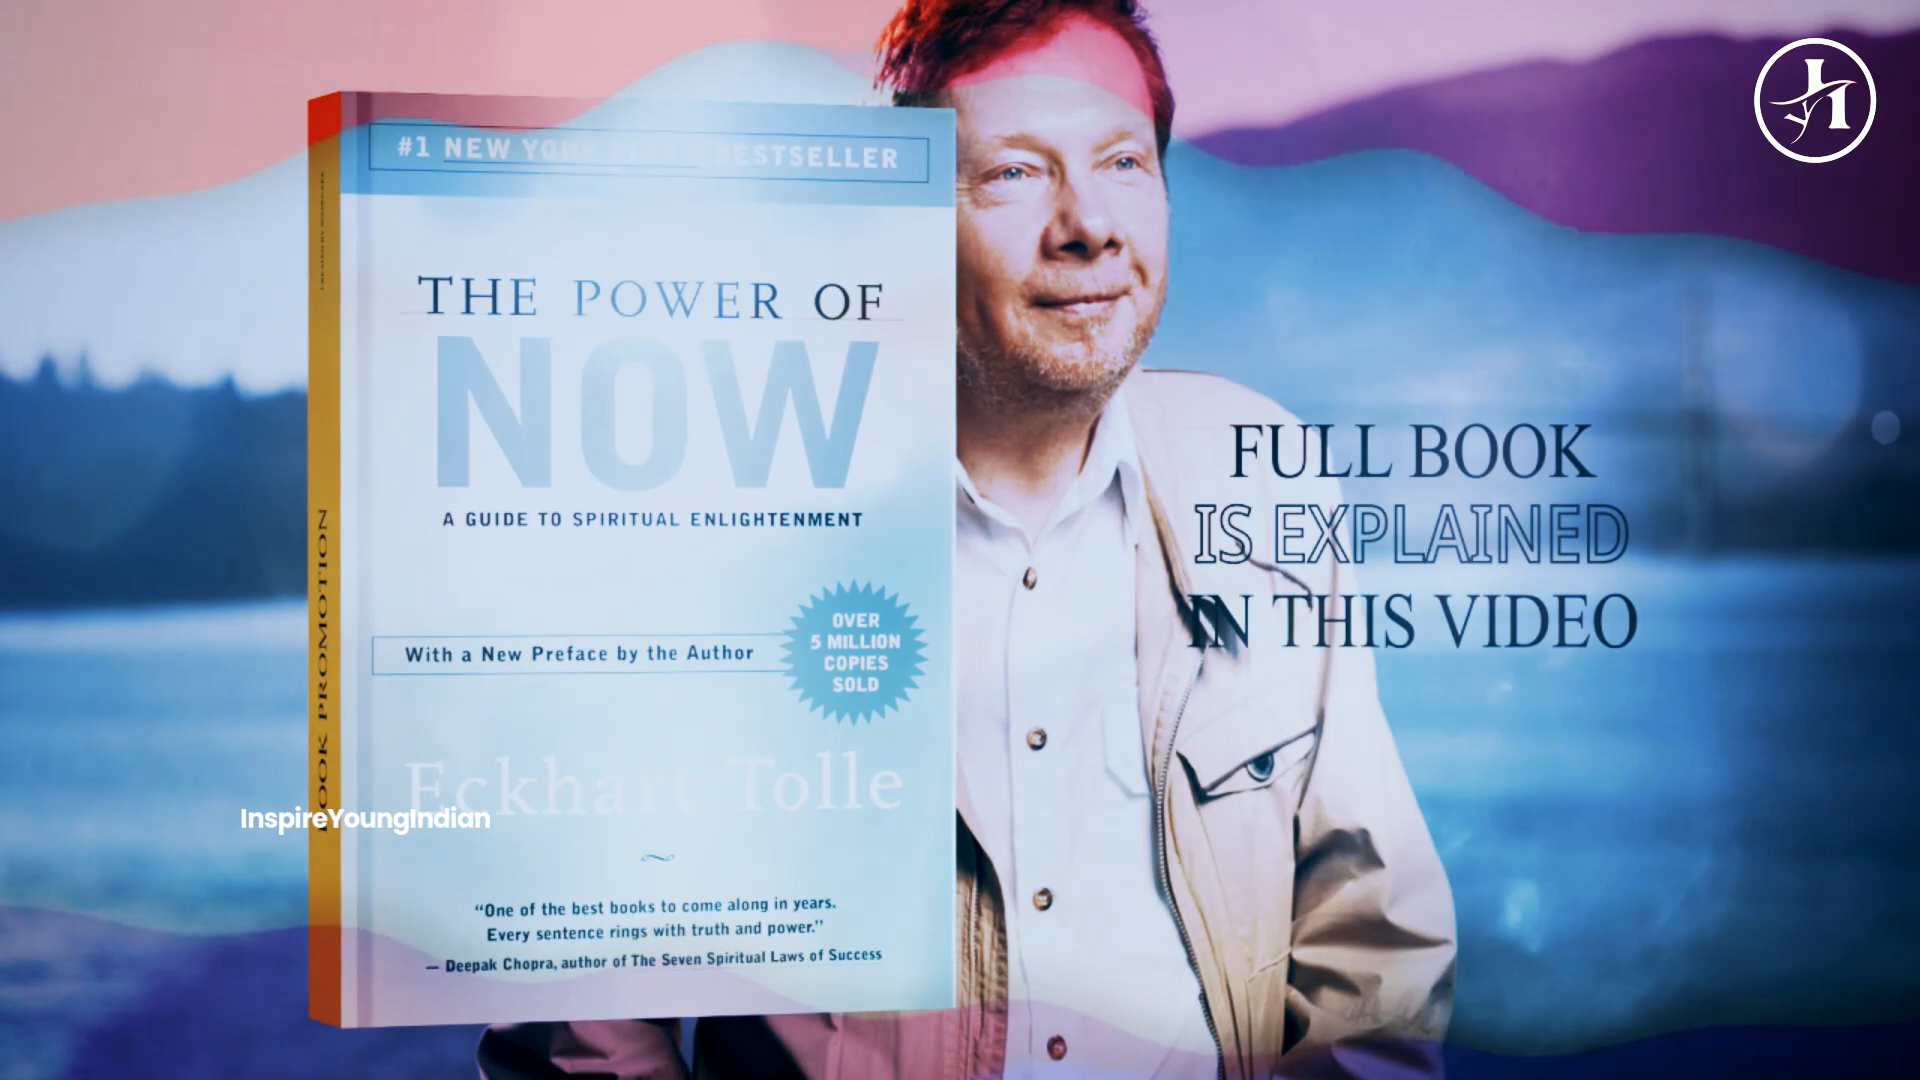 #1 NEW YORK TIMES BESTSELLER
THE POWER OF
NOW
A GUIDE TO SPIRITUAL ENLIGHTENMENT
With a New Preface by the Author
OVER
5 MILLION
COPIES
SOLD
Eckhart Tolle
"One of the best books to come along in years.
Every sentence rings with truth and power."
— Deepak Chopra, author of The Seven Spiritual Laws of Success
BOOK PROMOTION
InspireYoungIndian
FULL BOOK
IS EXPLAINED
IN THIS VIDEO